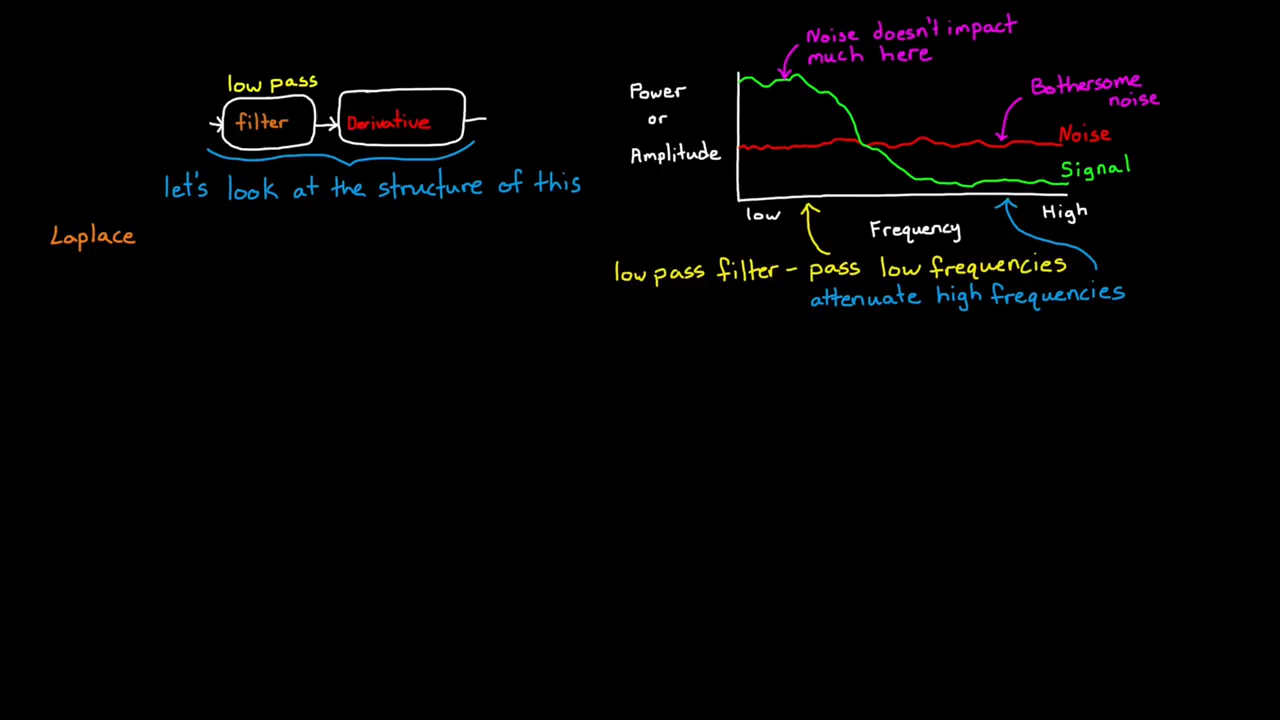 low pass
filter
Derivative
let's look at the structure of this
Laplace
Noise doesn't impact
much here
Power
or
Amplitude
Bothersome
noise
Noise
Signal
low
High
Frequency
low pass filter - pass low frequencies
attenuate high frequencies